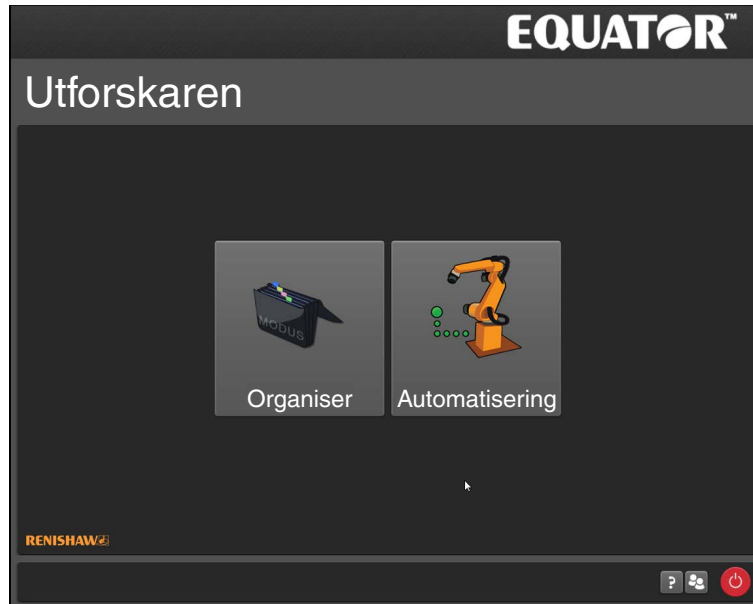 EQUATOR™
Utforskaren
MODUS
Organiser
Automatisering
RENISHAW
?